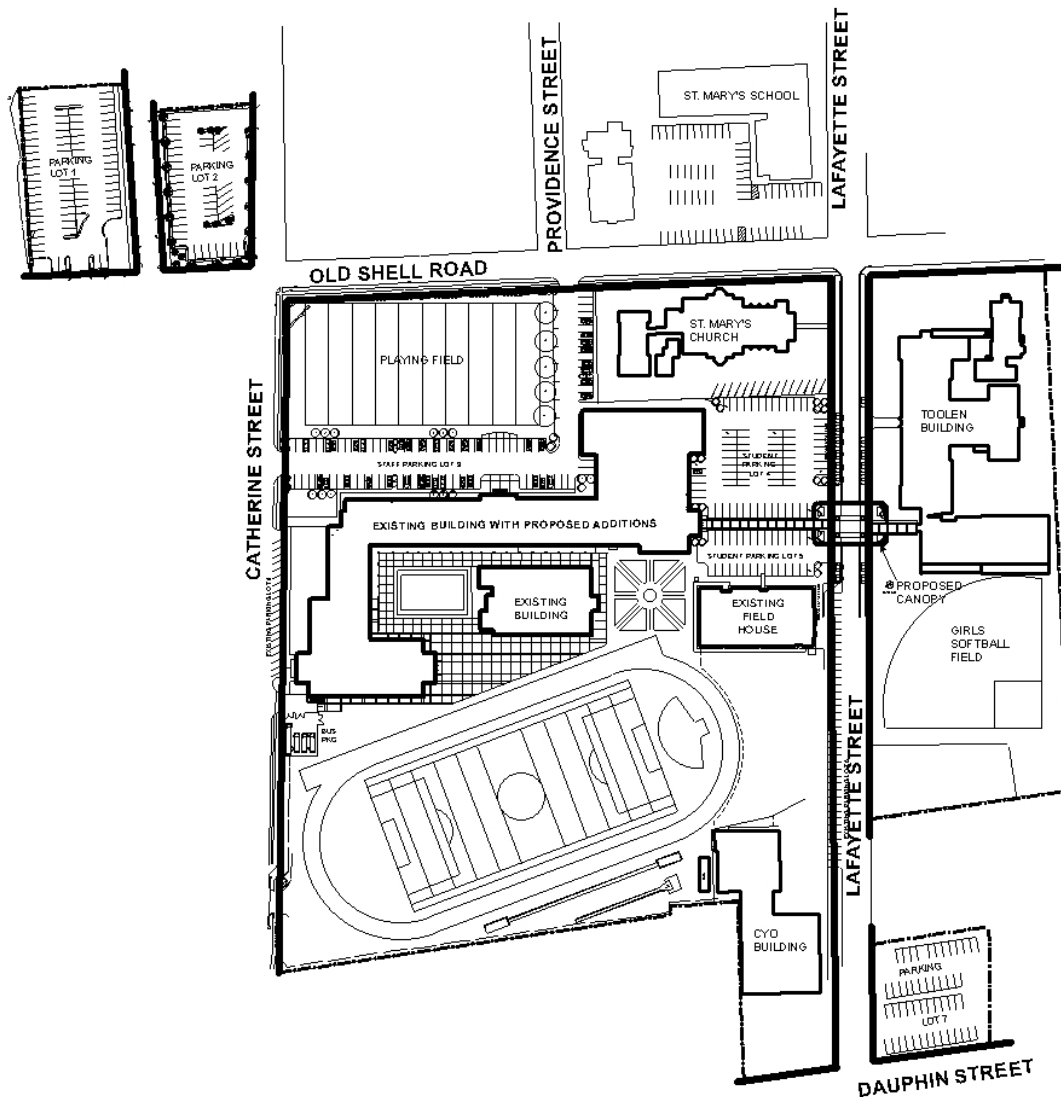 PROVIDENCE STREET
LAFAYETTE STREET
ST. MARY'S SCHOOL
PARKING
LOT 1
PARKING
LOT 2
OLD SHELL ROAD
CATHERINE STREET
PLAYING FIELD
ST. MARY'S
CHURCH
TOOLEN
BUILDING
STAFF PARKING LOT 3
STUDENT
PARKING
LOT 4
EXISTING BUILDING WITH PROPOSED ADDITIONS
STUDENT PARKING LOT 5
PROPOSED
CANOPY
EXISTING
BUILDING
EXISTING
FIELD
HOUSE
GIRLS
SOFTBALL
FIELD
BUS
PKG
LAFAYETTE STREET
CYO
BUILDING
PARKING
LOT 7
DAUPHIN STREET